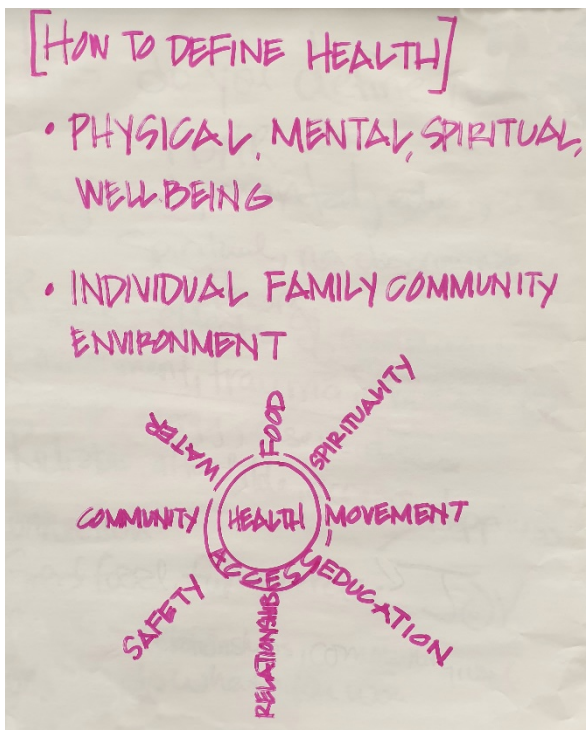 [HOW TO DEFINE HEALTH]
• PHYSICAL, MENTAL, SPIRITUAL,
WELLBEING
• INDIVIDUAL FAMILY COMMUNITY
ENVIRONMENT
WATER
FOOD
SPIRITUALITY
COMMUNITY
HEALTH
MOVEMENT
ACCESS
SAFETY
RELATIONSHIP
EDUCATION